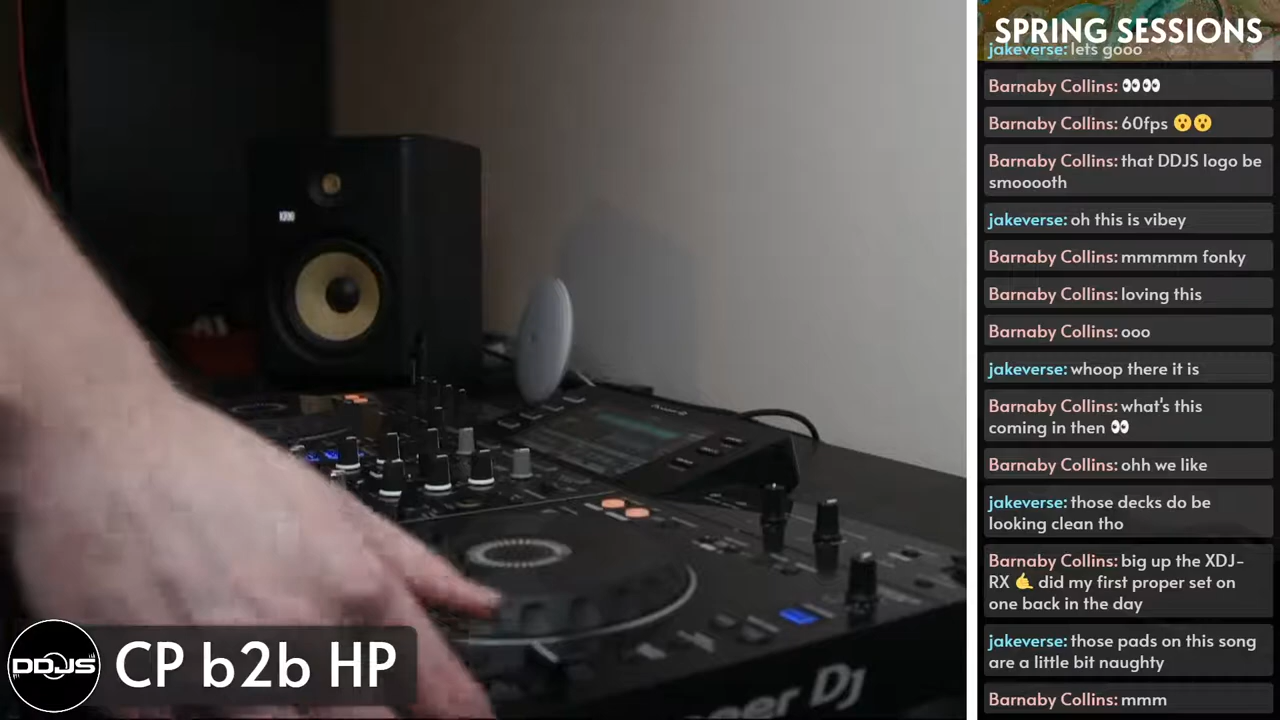 SPRING SESSIONS
jakeverse: lets gooo
Barnaby Collins: 👀👀
Barnaby Collins: 60fps 😮😮
Barnaby Collins: that DDJS logo be
smooooth
jakeverse: oh this is vibey
Barnaby Collins: mmmmm fonky
Barnaby Collins: loving this
Barnaby Collins: ooo
jakeverse: whoop there it is
Barnaby Collins: what's this
coming in then 👀
Barnaby Collins: ohh we like
jakeverse: those decks do be
looking clean tho
Barnaby Collins: big up the XDJ-
RX 🤙 did my first proper set on
one back in the day
jakeverse: those pads on this song
are a little bit naughty
Barnaby Collins: mmm
DDJS
CP b2b HP
Dj